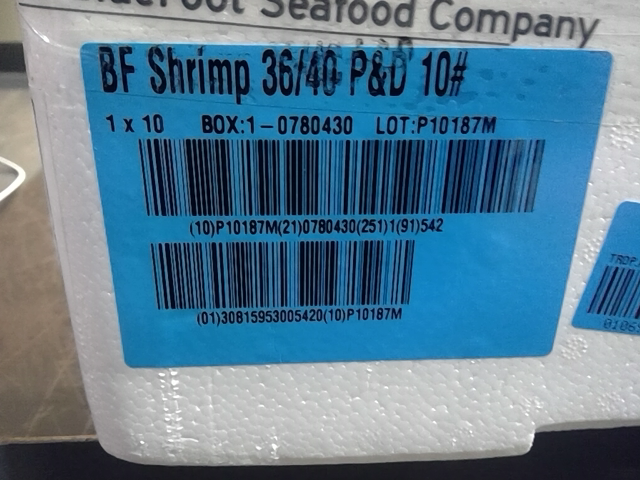 Seafood Company
BF Shrimp 36/40 P&D 10#
1 x 10 BOX:1-0780430 LOT:P10187M
(10)P10187M(21)0780430(251)1(91)542
(01)30815953005420(10)P10187M